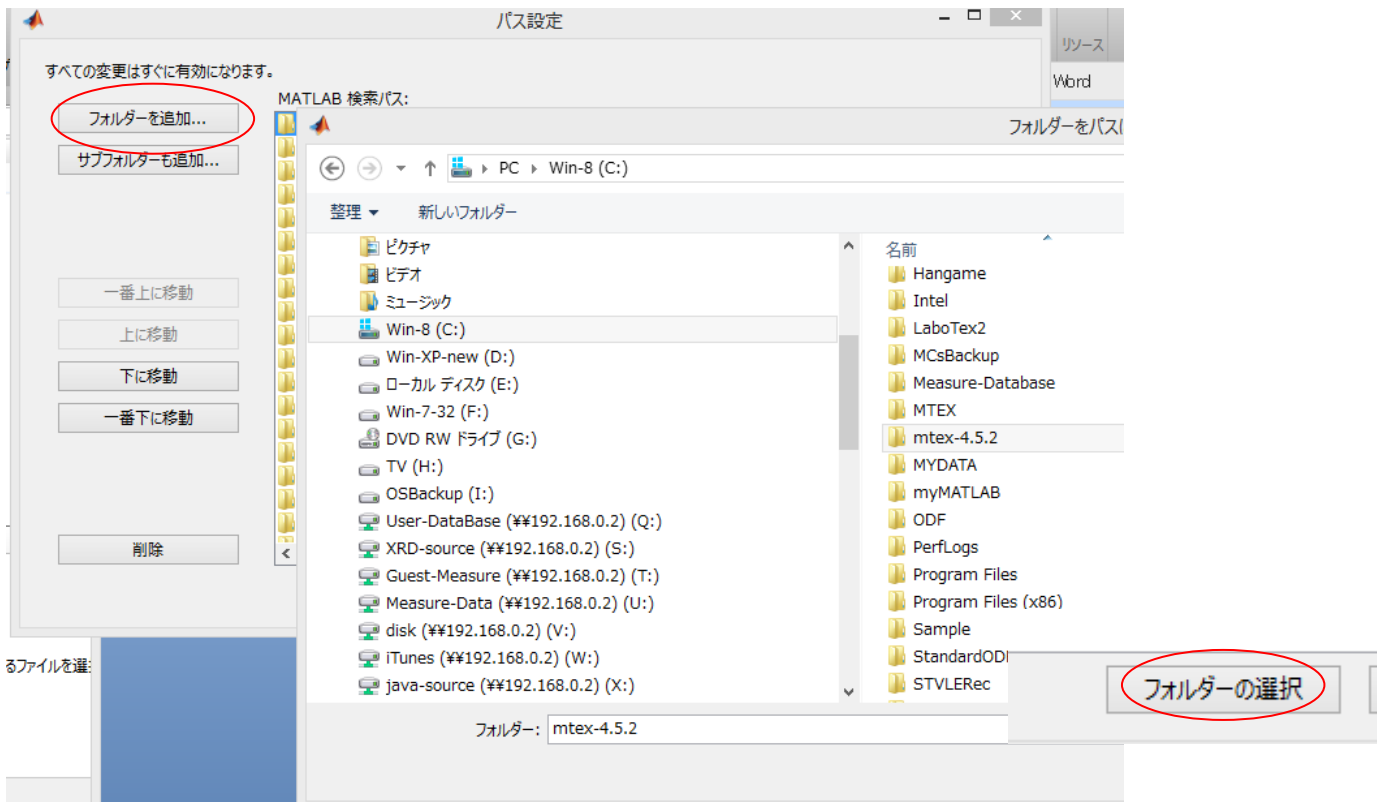 パス設定
リソース
すべての変更はすぐに有効になります。
Word
MATLAB 検索パス:
フォルダーを追加...
サブフォルダーも追加...
フォルダーをパスに
PC
Win-8 (C:)
整理
新しいフォルダー
一番上に移動
上に移動
下に移動
一番下に移動
削除
ピクチャ
ビデオ
ミュージック
Win-8 (C:)
Win-XP-new (D:)
ローカル ディスク (E:)
Win-7-32 (F:)
DVD RW ドライブ (G:)
TV (H:)
OSBackup (I:)
User-DataBase (¥¥192.168.0.2) (Q:)
XRD-source (¥¥192.168.0.2) (S:)
Guest-Measure (¥¥192.168.0.2) (T:)
Measure-Data (¥¥192.168.0.2) (U:)
disk (¥¥192.168.0.2) (V:)
iTunes (¥¥192.168.0.2) (W:)
java-source (¥¥192.168.0.2) (X:)
名前
Hangame
Intel
LaboTex2
MCsBackup
Measure-Database
MTEX
mtex-4.5.2
MYDATA
myMATLAB
ODF
PerfLogs
Program Files
Program Files (x86)
Sample
StandardOD
STVLERec
るファイルを選
フォルダーの選択
フォルダー: mtex-4.5.2